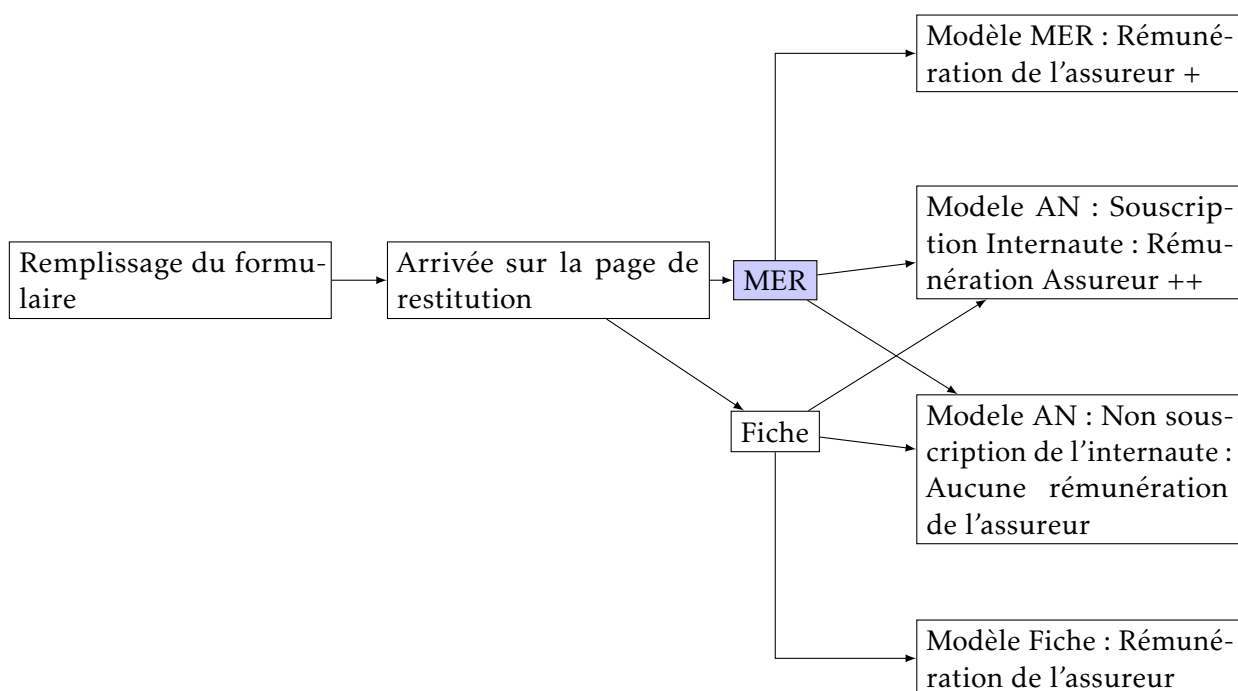 Modèle MER : Rémuné-
ration de l'assureur +
Modele AN : Souscrip-
tion Internaute : Rému-
nération Assureur ++
Remplissage du formu-
laire
Arrivée sur la page de
restitution
MER
Fiche
Modele AN : Non sous-
cription de l'internaute :
Aucune rémunération
de l'assureur
Modèle Fiche : Rémuné-
ration de l'assureur